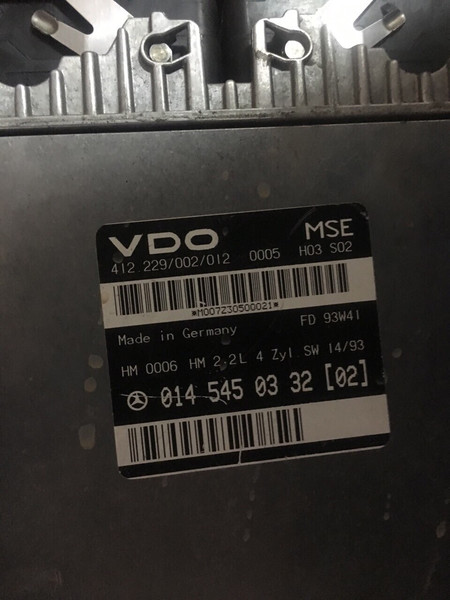 VDO MSE
412.229/002/012 0005 H03 S02
*M007230500021*
Made in Germany FD 93W41
HM 0006 HM 2.2L 4 Zyl. SW 14/93
014 545 03 32 [02]